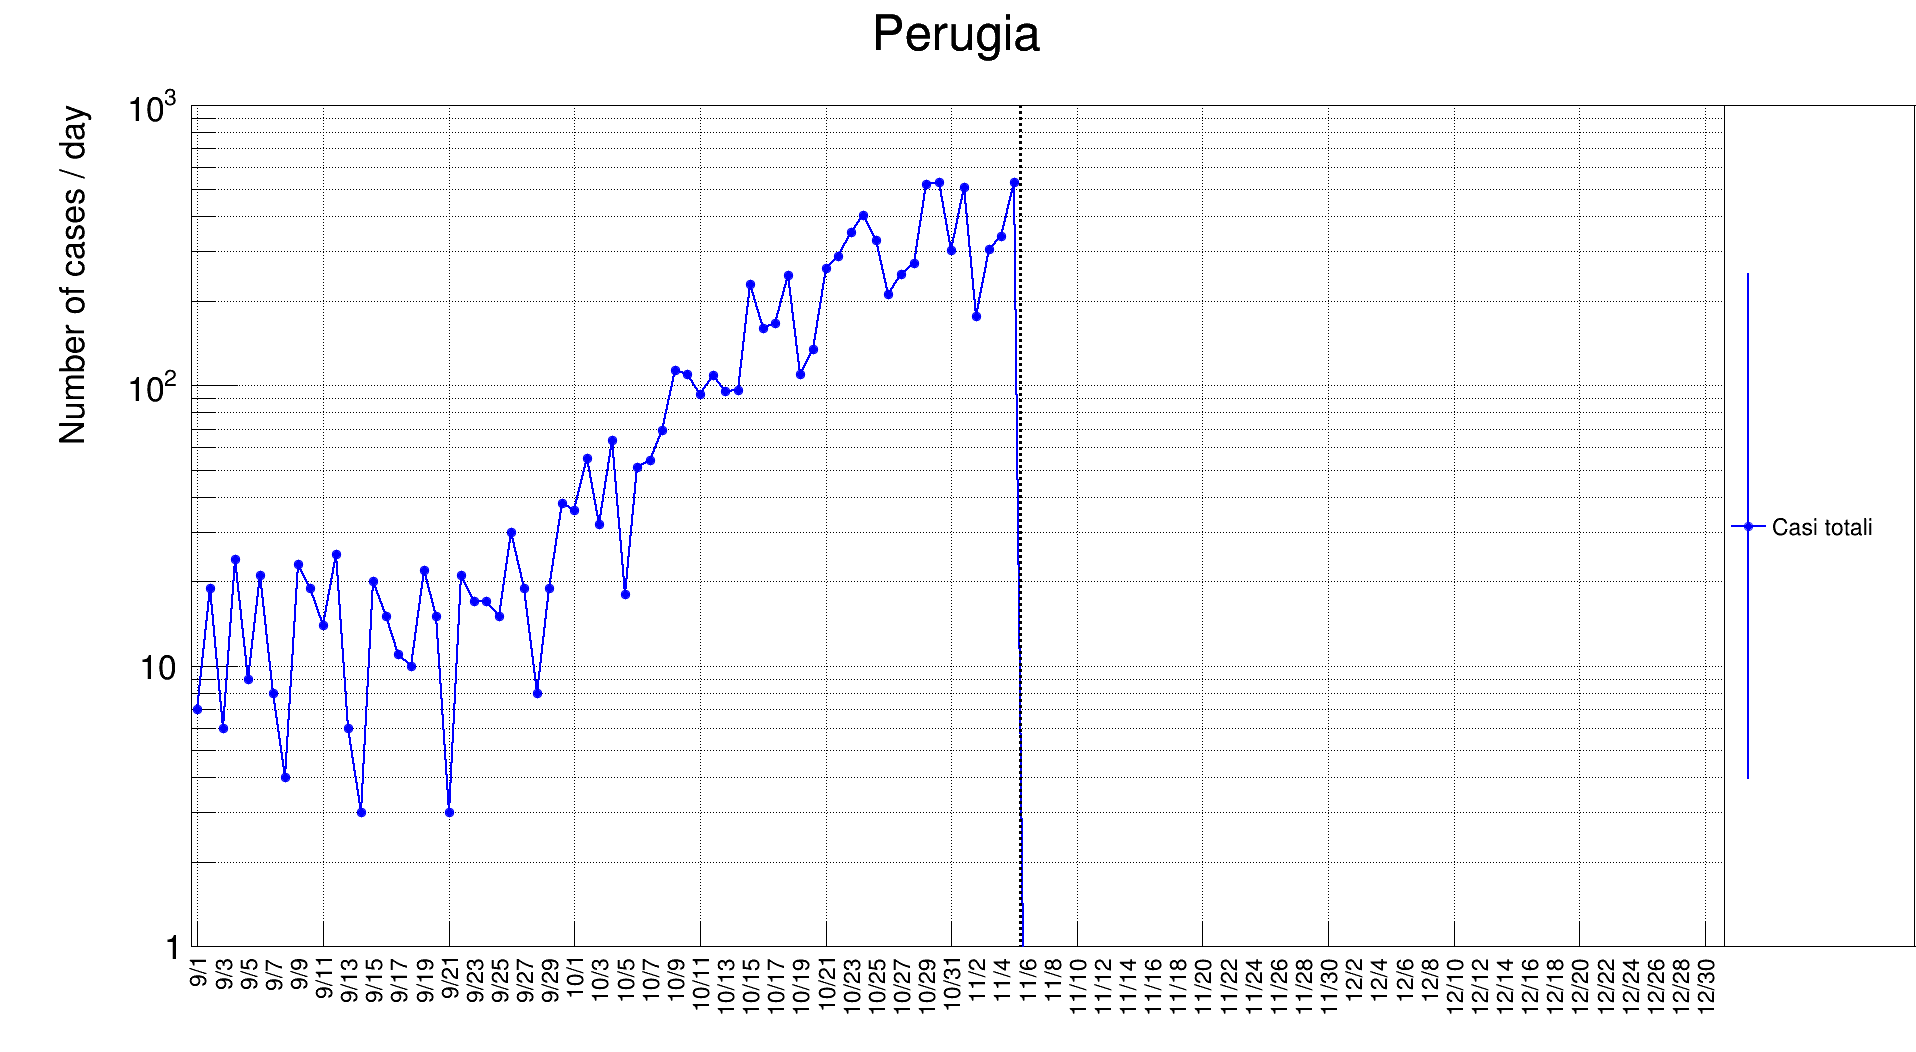 Perugia
Number of cases / day
10³
10²
10
1
9/1 9/3 9/5 9/7 9/9 9/11 9/13 9/15 9/17 9/19 9/21 9/23 9/25 9/27 9/29 10/1 10/3 10/5 10/7 10/9 10/11 10/13 10/15 10/17 10/19 10/21 10/23 10/25 10/27 10/29 10/31 11/2 11/4 11/6 11/8 11/10 11/12 11/14 11/16 11/18 11/20 11/22 11/24 11/26 11/28 11/30 12/2 12/4 12/6 12/8 12/10 12/12 12/14 12/16 12/18 12/20 12/22 12/24 12/26 12/28 12/30
Casi totali